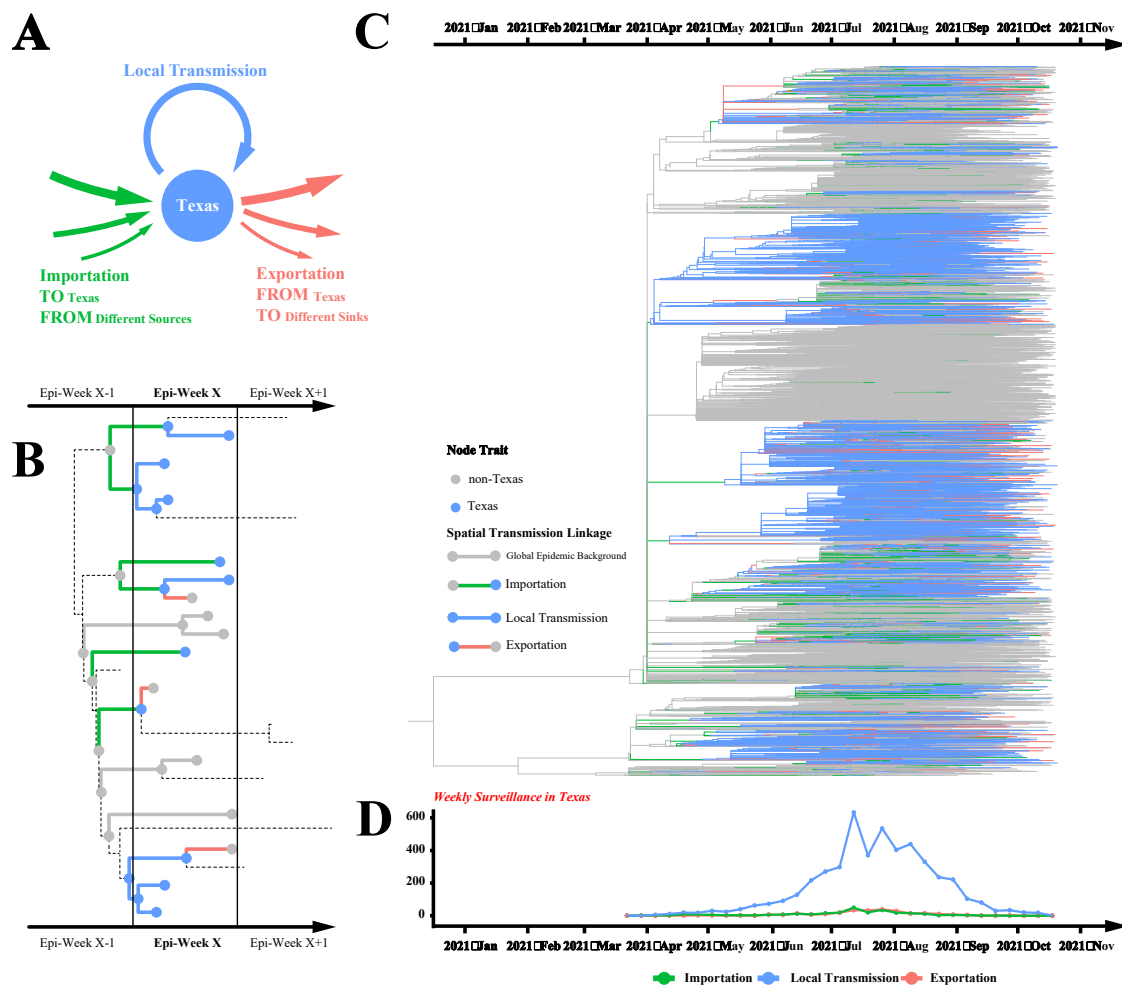 A
Local Transmission
Texas
Importation
TO Texas
FROM Different Sources
Exportation
FROM Texas
TO Different Sinks
Epi-Week X-1 Epi-Week X Epi-Week X+1
B
Epi-Week X-1 Epi-Week X Epi-Week X+1
C
2021□Jan 2021□Feb 2021□Mar 2021□Apr 2021□May 2021□Jun 2021□Jul 2021□Aug 2021□Sep 2021□Oct 2021□Nov
Node Trait
non-Texas
Texas
Spatial Transmission Linkage
Global Epidemic Background
Importation
Local Transmission
Exportation
D
Weekly Surveillance in Texas
600
400
200
0
2021□Jan 2021□Feb 2021□Mar 2021□Apr 2021□May 2021□Jun 2021□Jul 2021□Aug 2021□Sep 2021□Oct 2021□Nov
Importation Local Transmission Exportation